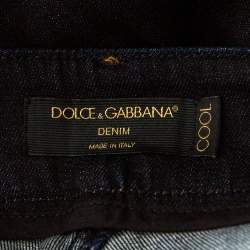 DOLCE & GABBANA®
DENIM
MADE IN ITALY
COOL